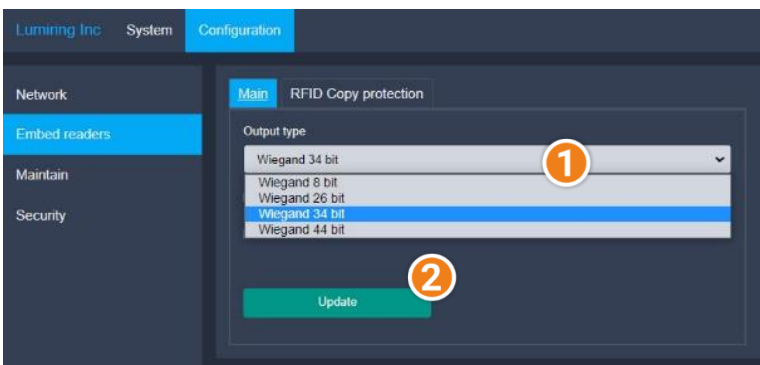 Lumiring Inc System Configuration
Network
Embed readers
Maintain
Security
Main RFID Copy protection
Output type
Wiegand 34 bit
1
Wiegand 8 bit
Wiegand 26 bit
Wiegand 34 bit
Wiegand 44 bit
2
Update